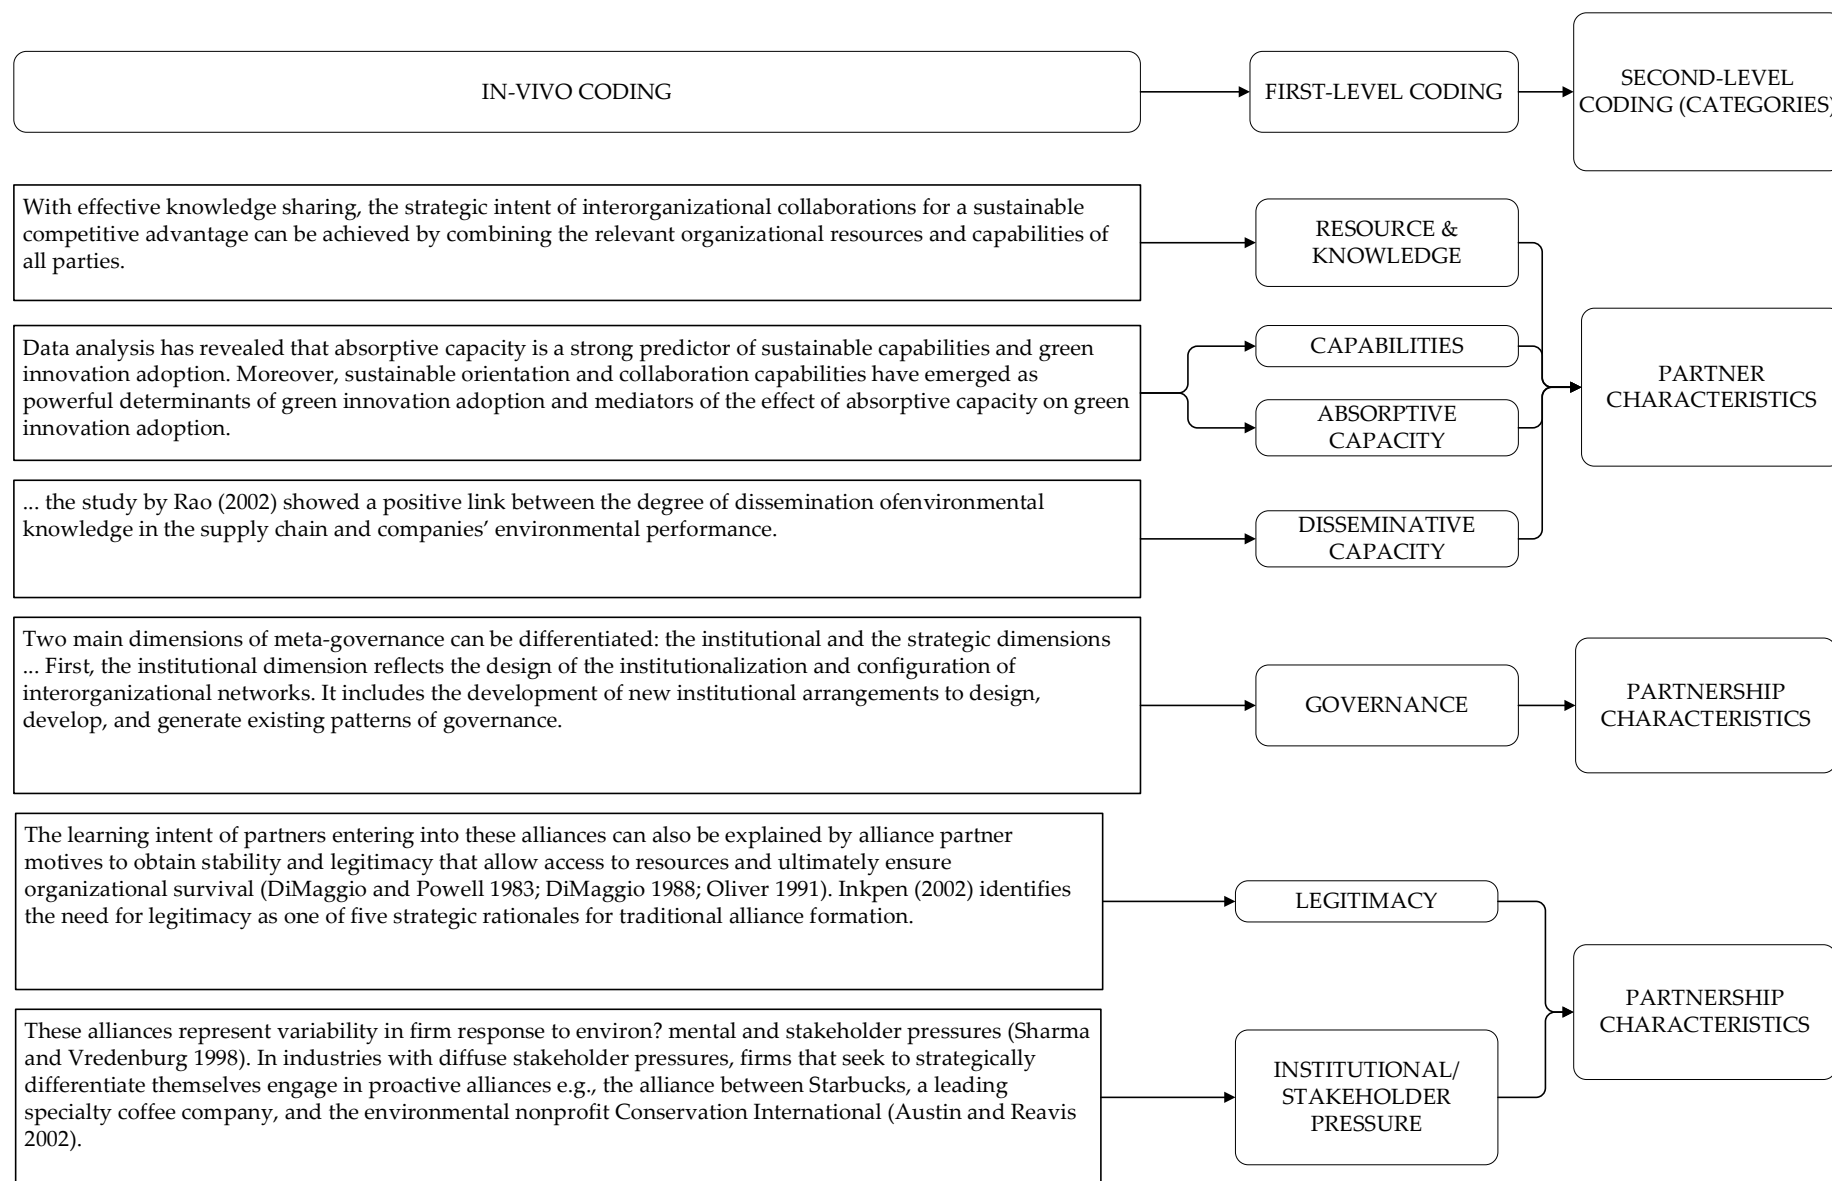 IN-VIVO CODING
FIRST-LEVEL CODING
SECOND-LEVEL
CODING (CATEGORIES)
With effective knowledge sharing, the strategic intent of interorganizational collaborations for a sustainable
competitive advantage can be achieved by combining the relevant organizational resources and capabilities of
all parties.
RESOURCE &
KNOWLEDGE
Data analysis has revealed that absorptive capacity is a strong predictor of sustainable capabilities and green
innovation adoption. Moreover, sustainable orientation and collaboration capabilities have emerged as
powerful determinants of green innovation adoption and mediators of the effect of absorptive capacity on green
innovation adoption.
CAPABILITIES
ABSORPTIVE
CAPACITY
PARTNER
CHARACTERISTICS
... the study by Rao (2002) showed a positive link between the degree of dissemination ofenvironmental
knowledge in the supply chain and companies’ environmental performance.
DISSEMINATIVE
CAPACITY
Two main dimensions of meta-governance can be differentiated: the institutional and the strategic dimensions
... First, the institutional dimension reflects the design of the institutionalization and configuration of
interorganizational networks. It includes the development of new institutional arrangements to design,
develop, and generate existing patterns of governance.
GOVERNANCE
PARTNERSHIP
CHARACTERISTICS
The learning intent of partners entering into these alliances can also be explained by alliance partner
motives to obtain stability and legitimacy that allow access to resources and ultimately ensure
organizational survival (DiMaggio and Powell 1983; DiMaggio 1988; Oliver 1991). Inkpen (2002) identifies
the need for legitimacy as one of five strategic rationales for traditional alliance formation.
LEGITIMACY
PARTNERSHIP
CHARACTERISTICS
These alliances represent variability in firm response to environ? mental and stakeholder pressures (Sharma
and Vredenburg 1998). In industries with diffuse stakeholder pressures, firms that seek to strategically
differentiate themselves engage in proactive alliances e.g., the alliance between Starbucks, a leading
specialty coffee company, and the environmental nonprofit Conservation International (Austin and Reavis
2002).
INSTITUTIONAL/
STAKEHOLDER
PRESSURE